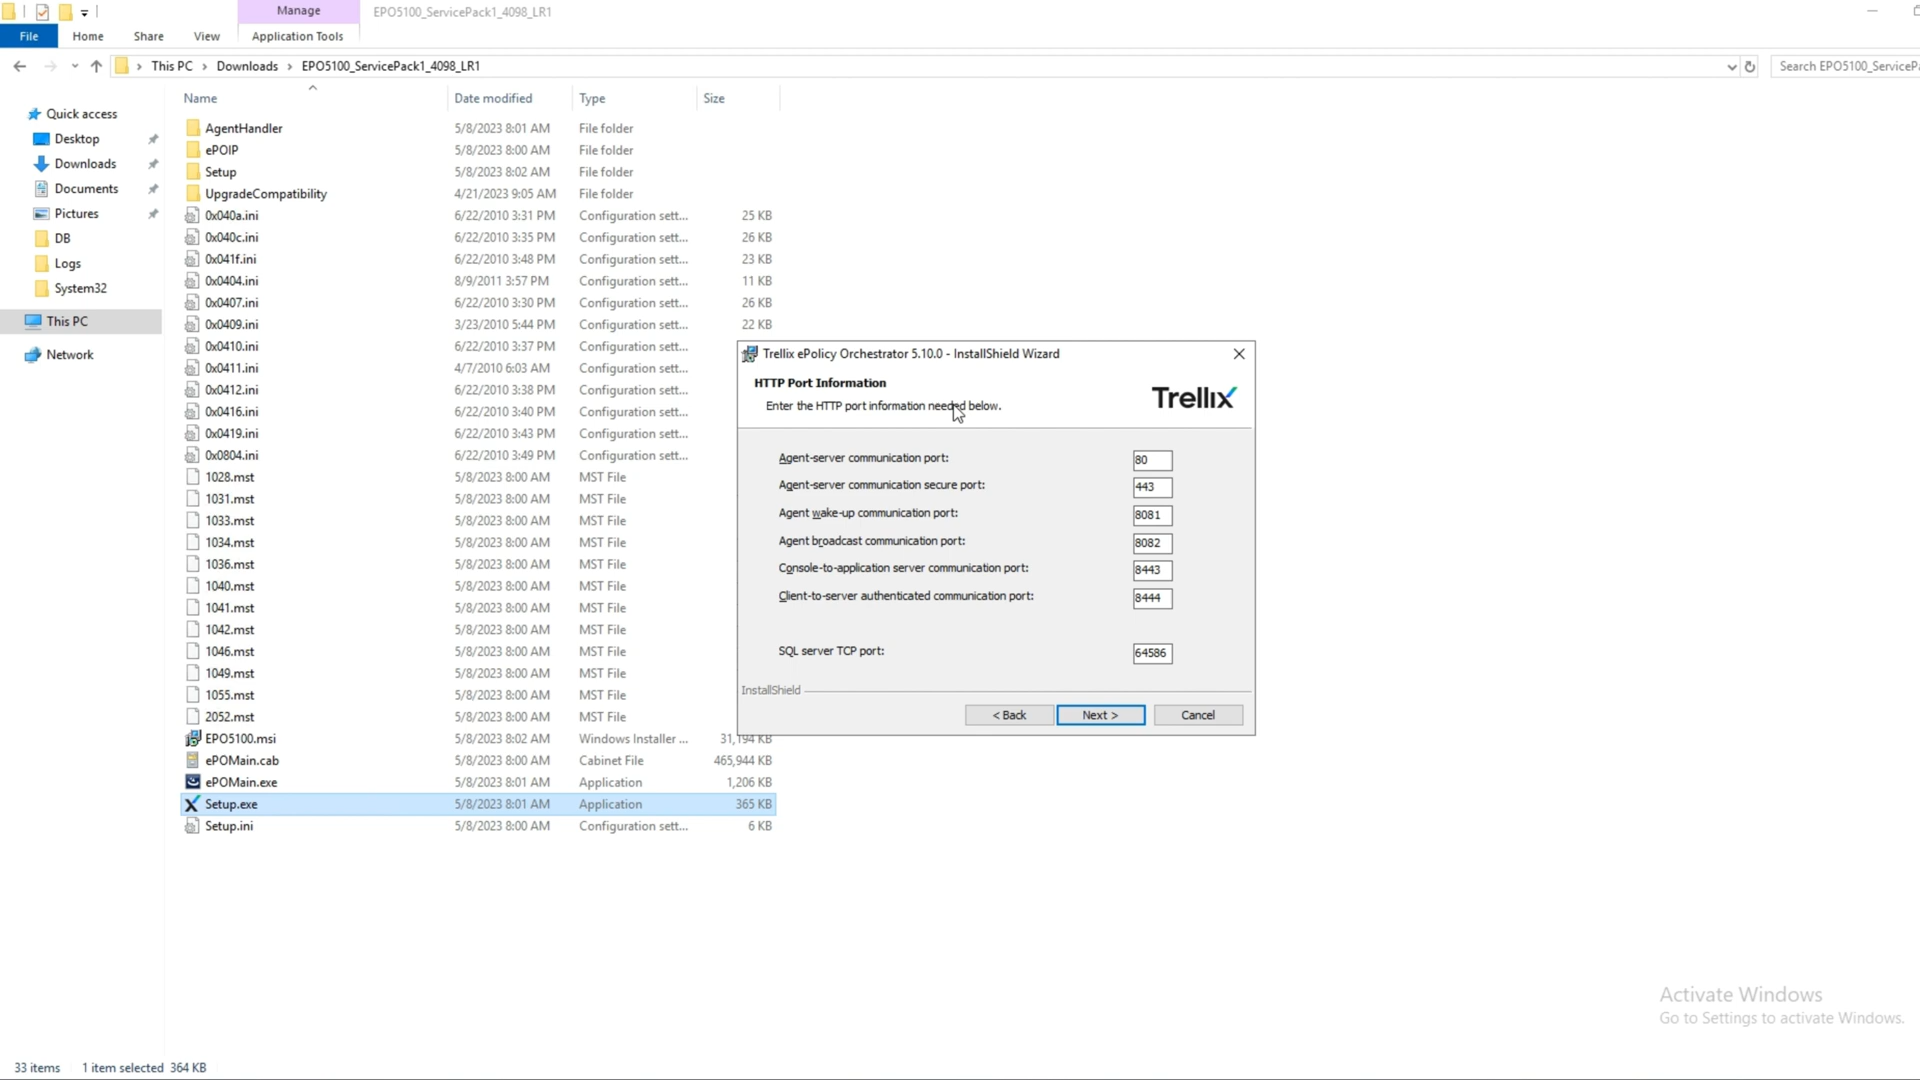 Manage
EPO5100_ServicePack1_4098_LR1
File Home Share View Application Tools
This PC > Downloads > EPO5100_ServicePack1_4098_LR1
Search EPO5100_ServicePa
Name Date modified Type Size
Quick access
Desktop
Downloads
Documents
Pictures
DB
Logs
System32
This PC
Network
AgentHandler 5/8/2023 8:01 AM File folder
ePOIP 5/8/2023 8:00 AM File folder
Setup 5/8/2023 8:02 AM File folder
UpgradeCompatibility 4/21/2023 9:05 AM File folder
0x040a.ini 6/22/2010 3:31 PM Configuration sett... 25 KB
0x040c.ini 6/22/2010 3:35 PM Configuration sett... 26 KB
0x041f.ini 6/22/2010 3:48 PM Configuration sett... 23 KB
0x0404.ini 8/9/2011 3:57 PM Configuration sett... 11 KB
0x0407.ini 6/22/2010 3:30 PM Configuration sett... 26 KB
0x0409.ini 3/23/2010 5:44 PM Configuration sett... 22 KB
0x0410.ini 6/22/2010 3:37 PM Configuration sett...
0x0411.ini 4/7/2010 6:03 AM Configuration sett...
0x0412.ini 6/22/2010 3:38 PM Configuration sett...
0x0416.ini 6/22/2010 3:40 PM Configuration sett...
0x0419.ini 6/22/2010 3:43 PM Configuration sett...
0x0804.ini 6/22/2010 3:49 PM Configuration sett...
1028.mst 5/8/2023 8:00 AM MST File
1031.mst 5/8/2023 8:00 AM MST File
1033.mst 5/8/2023 8:00 AM MST File
1034.mst 5/8/2023 8:00 AM MST File
1036.mst 5/8/2023 8:00 AM MST File
1040.mst 5/8/2023 8:00 AM MST File
1041.mst 5/8/2023 8:00 AM MST File
1042.mst 5/8/2023 8:00 AM MST File
1046.mst 5/8/2023 8:00 AM MST File
1049.mst 5/8/2023 8:00 AM MST File
1055.mst 5/8/2023 8:00 AM MST File
2052.mst 5/8/2023 8:00 AM MST File
EPO5100.msi 5/8/2023 8:02 AM Windows Installer ... 31,194 KB
ePOMain.cab 5/8/2023 8:00 AM Cabinet File 465,944 KB
ePOMain.exe 5/8/2023 8:01 AM Application 1,206 KB
Setup.exe 5/8/2023 8:01 AM Application 365 KB
Setup.ini 5/8/2023 8:00 AM Configuration sett... 6 KB
Trellix ePolicy Orchestrator 5.10.0 - InstallShield Wizard
HTTP Port Information
Enter the HTTP port information needed below.
Trellix
Agent-server communication port: 80
Agent-server communication secure port: 443
Agent wake-up communication port: 8081
Agent broadcast communication port: 8082
Console-to-application server communication port: 8443
Client-to-server authenticated communication port: 8444
SQL server TCP port: 64586
InstallShield
< Back Next > Cancel
Activate Windows
Go to Settings to activate Windows.
33 items 1 item selected 364 KB